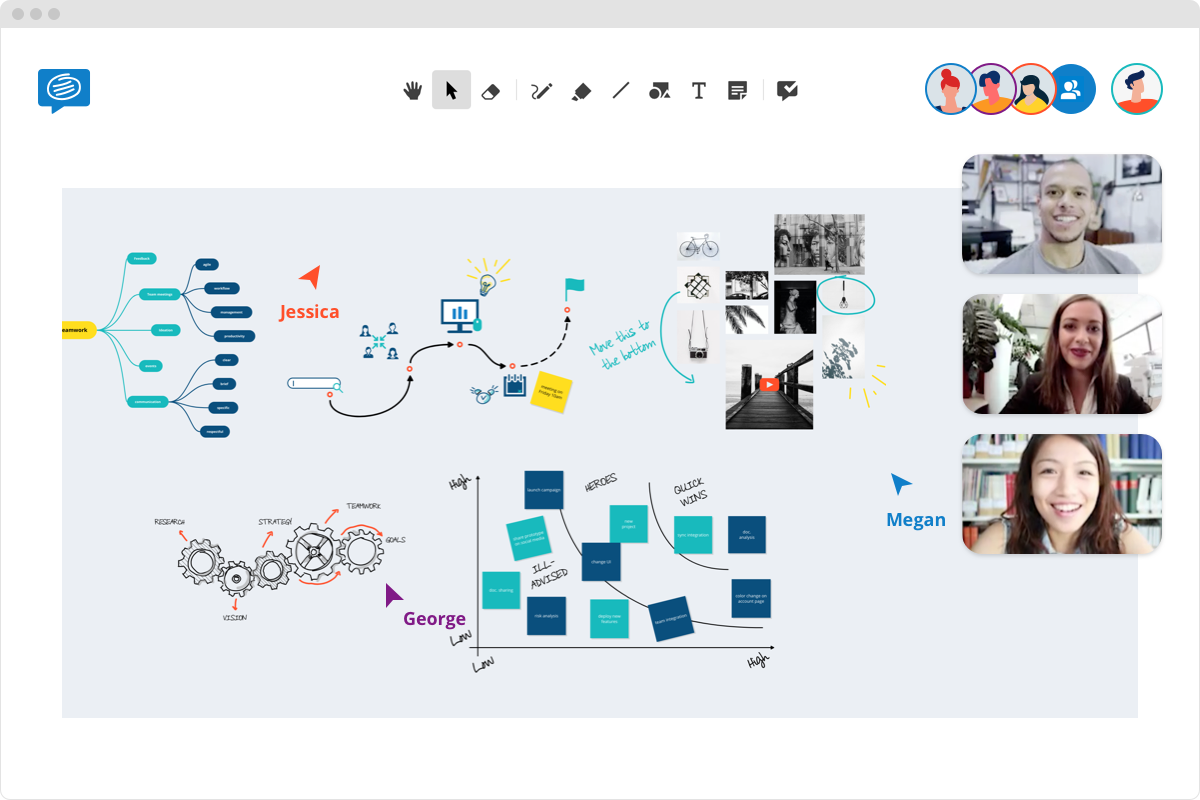 T
eamwork
Feedback
Team meetings
Ideation
events
communication
agile
workflow
management
productivity
clear
brief
specific
respectful
Jessica
meeting on
Friday 10am
Move this to
the bottom
RESEARCH
STRATEGY
TEAMWORK
GOALS
VISION
George
High
Low
Low
High
HEROES
QUICK
WINS
ILL-
ADVISED
launch campaign
share prototype
on social media
new
project
sync integration
doc.
analysis
change UI
doc. sharing
risk analysis
deploy new
features
team integration
color change on
account page
Megan